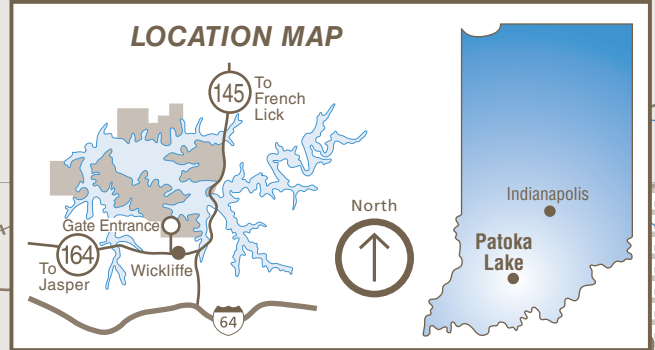 LOCATION MAP
145
To
French
Lick
Gate Entrance
164
To
Jasper
Wickliffe
64
North
Indianapolis
Patoka
Lake